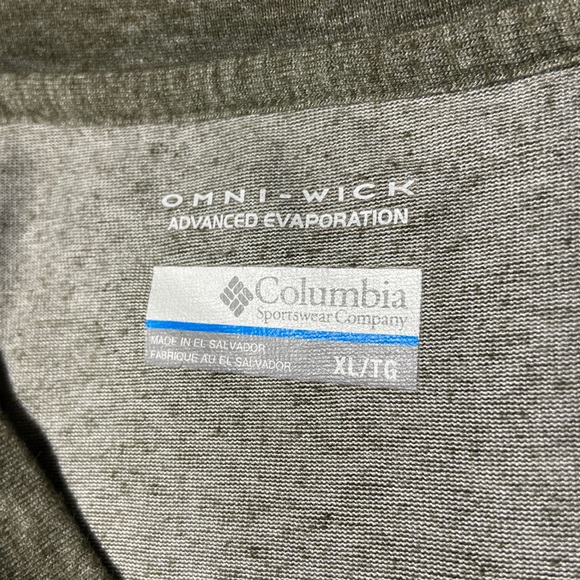 OMNI-WICK
ADVANCED EVAPORATION
Columbia
Sportswear Company
MADE IN EL SALVADOR
FABRIQUE AU EL SALVADOR
XL/TG